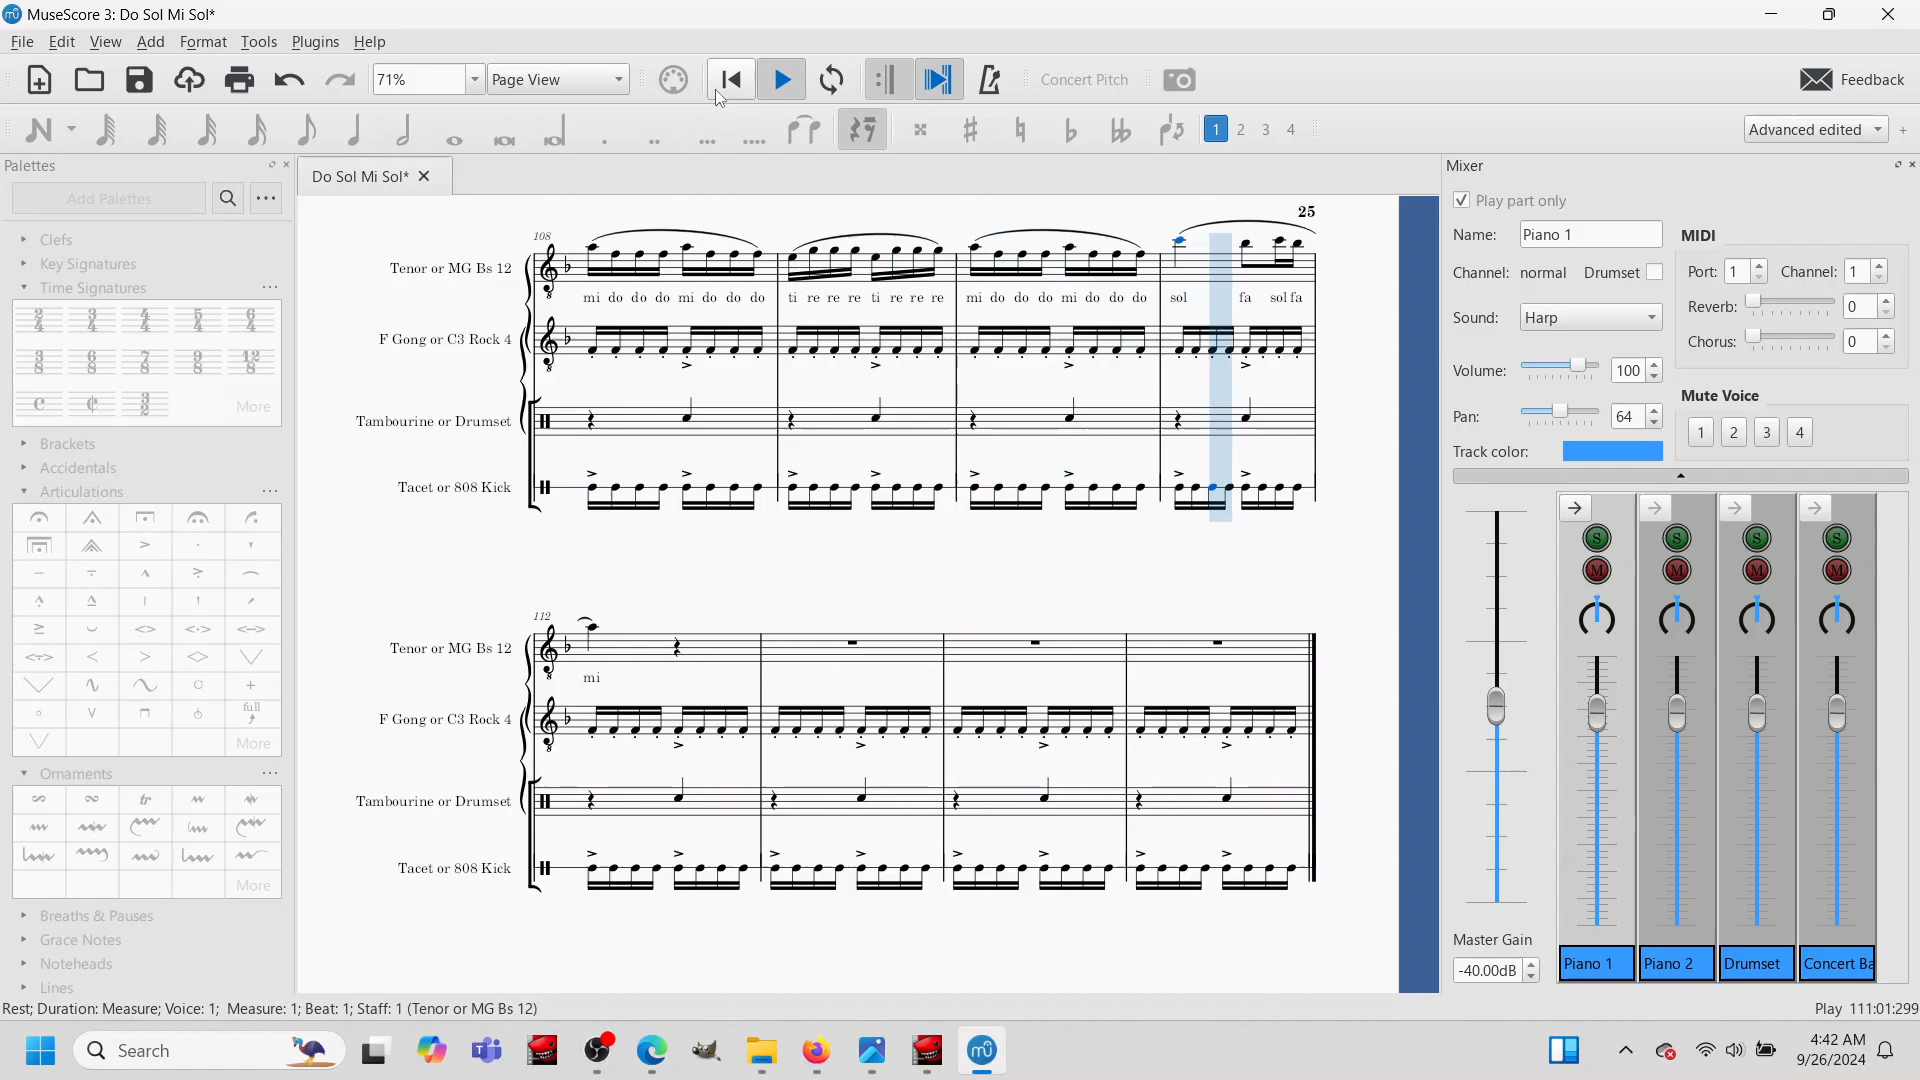 MuseScore 3: Do Sol Mi Sol*
File Edit View Add Format Tools Plugins Help
71% Page View Concert Pitch Feedback
1 2 3 4 Advanced edited +
Palettes
Add Palettes
Clefs
Key Signatures
Time Signatures
More
Brackets
Accidentals
Articulations
full
More
Ornaments
tr
More
Breaths & Pauses
Grace Notes
Noteheads
Lines
Do Sol Mi Sol*
25
108
Tenor or MG Bs 12
mi do do do mi do do do ti re re re ti re re re mi do do do mi do do do sol fa sol fa
F Gong or C3 Rock 4
Tambourine or Drumset
Tacet or 808 Kick
112
Tenor or MG Bs 12
mi
F Gong or C3 Rock 4
Tambourine or Drumset
Tacet or 808 Kick
Mixer
Play part only
Name: Piano 1 MIDI
Channel: normal Drumset Port: 1 Channel: 1
Sound: Harp Reverb: 0
Chorus: 0
Volume: 100
Mute Voice
Pan: 64 1 2 3 4
Track color:
S S S S
M M M M
Master Gain
-40.00dB
Piano 1 Piano 2 Drumset Concert Ba
Rest; Duration: Measure; Voice: 1; Measure: 1; Beat: 1; Staff: 1 (Tenor or MG Bs 12) Play 111:01:299
Search
4:42 AM
9/26/2024